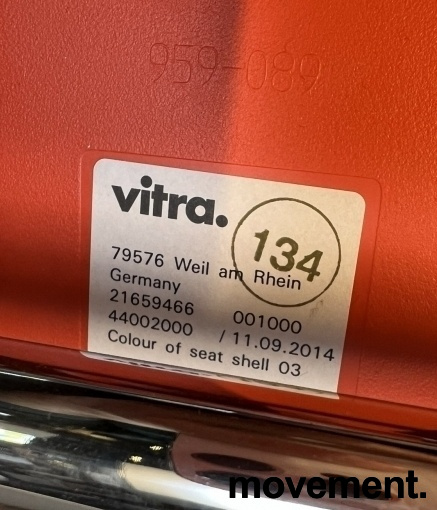 959-089
vitra.
134
79576 Weil am Rhein
Germany
21659466 001000
44002000 / 11.09.2014
Colour of seat shell 03
movement.